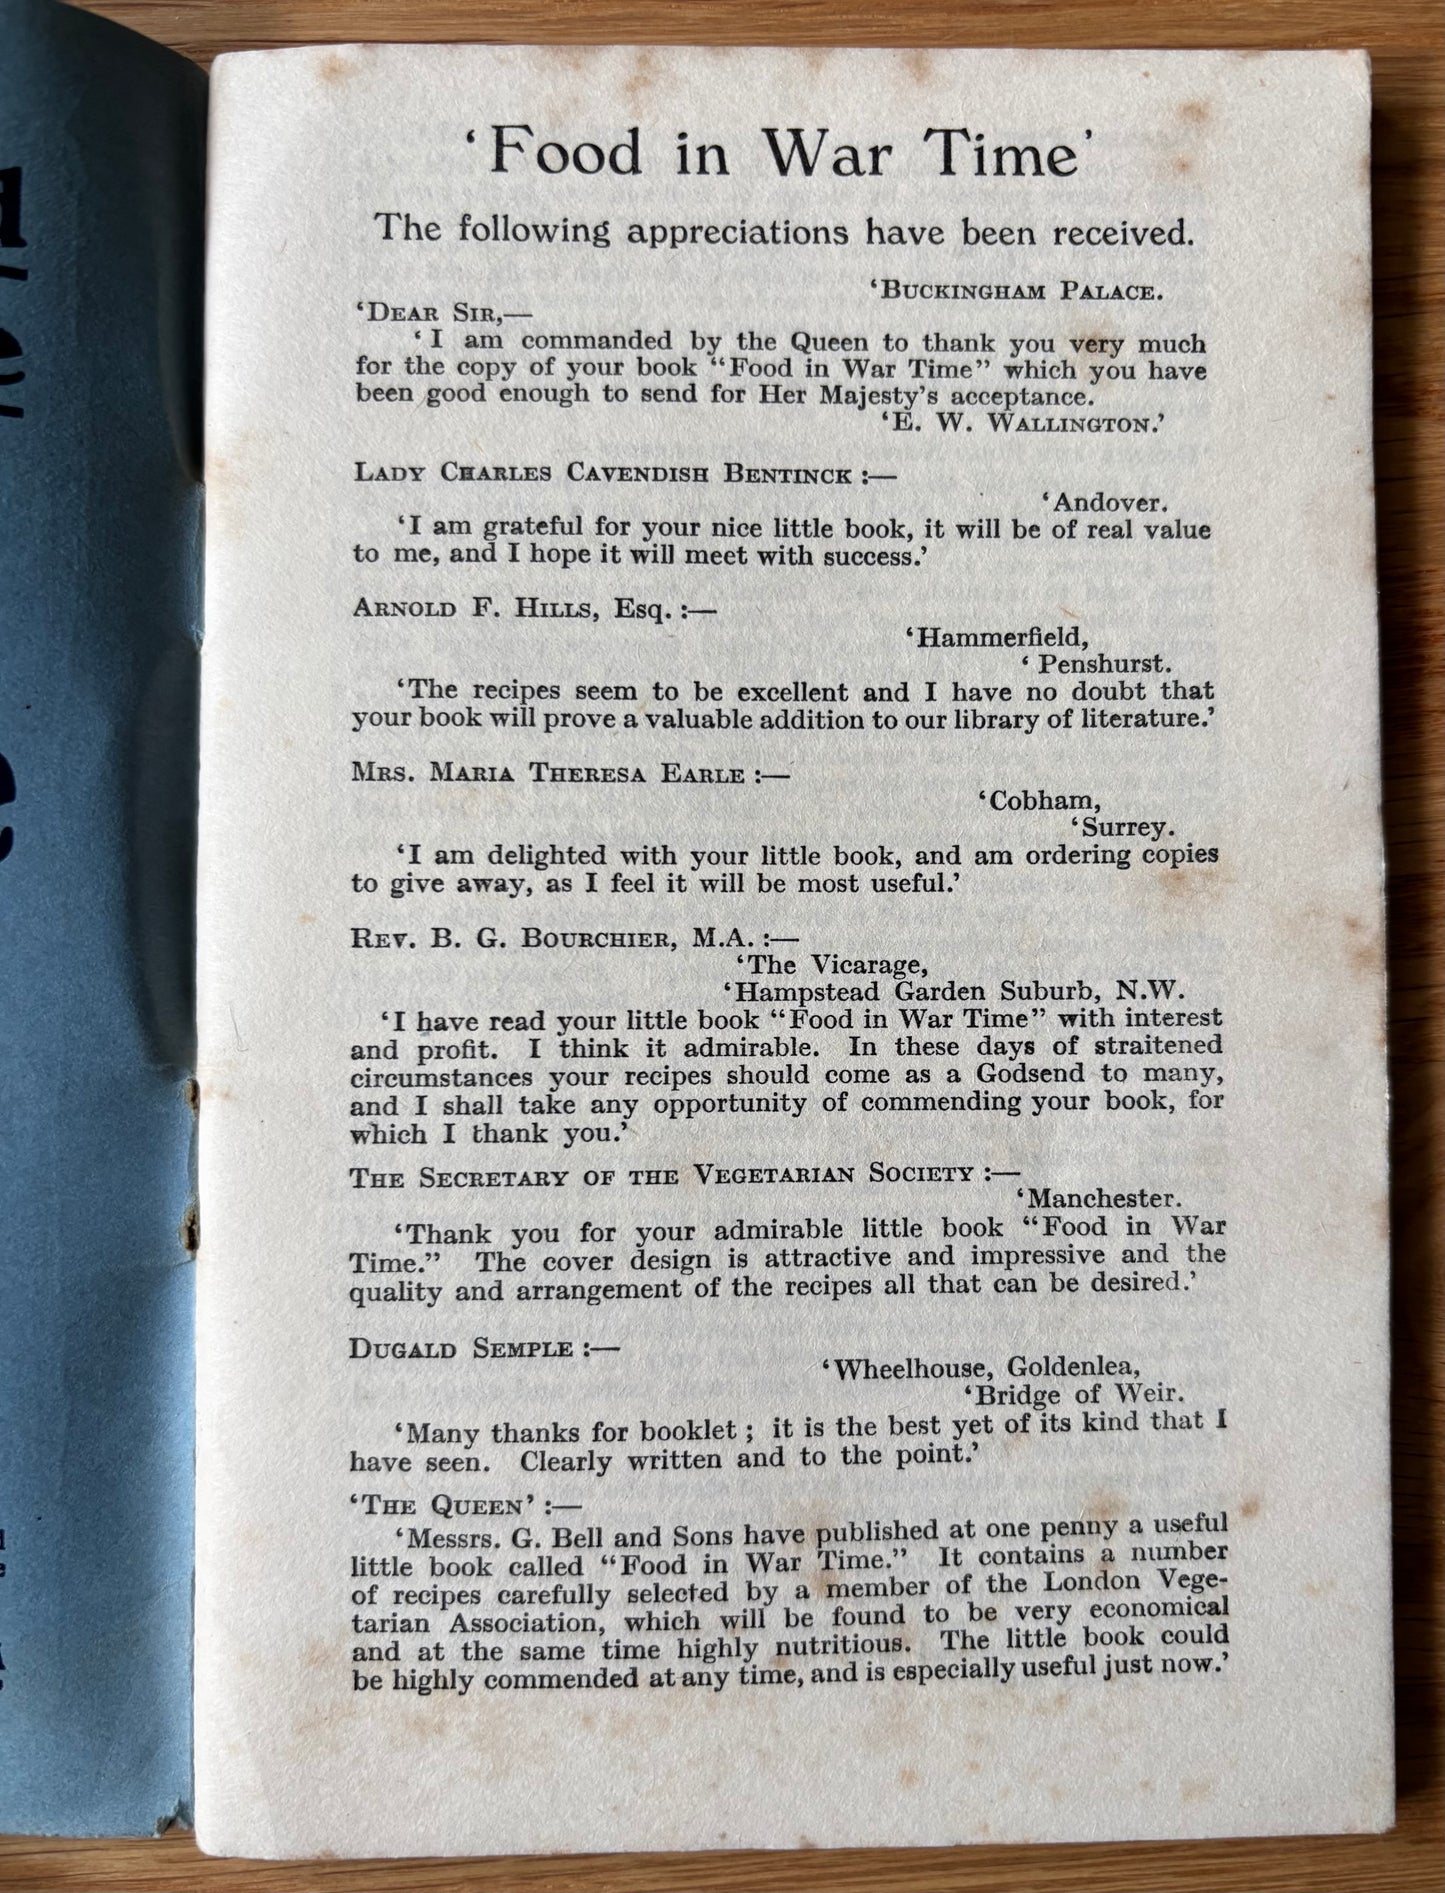 ‘Food in War Time’
The following appreciations have been received.
‘BUCKINGHAM PALACE.
‘DEAR SIR,—
‘I am commanded by the Queen to thank you very much
for the copy of your book “Food in War Time” which you have
been good enough to send for Her Majesty’s acceptance.
‘E. W. WALLINGTON.’
LADY CHARLES CAVENDISH BENTINCK :—
‘Andover.
‘I am grateful for your nice little book, it will be of real value
to me, and I hope it will meet with success.’
ARNOLD F. HILLS, Esq. :—
‘Hammerfield,
‘Penshurst.
‘The recipes seem to be excellent and I have no doubt that
your book will prove a valuable addition to our library of literature.’
MRS. MARIA THERESA EARLE :—
‘Cobham,
‘Surrey.
‘I am delighted with your little book, and am ordering copies
to give away, as I feel it will be most useful.’
REV. B. G. BOURCHIER, M.A. :—
‘The Vicarage,
‘Hampstead Garden Suburb, N.W.
‘I have read your little book “Food in War Time” with interest
and profit. I think it admirable. In these days of straitened
circumstances your recipes should come as a Godsend to many,
and I shall take any opportunity of commending your book, for
which I thank you.’
THE SECRETARY OF THE VEGETARIAN SOCIETY :—
‘Manchester.
‘Thank you for your admirable little book “Food in War
Time.” The cover design is attractive and impressive and the
quality and arrangement of the recipes all that can be desired.’
DUGALD SEMPLE :—
‘Wheelhouse, Goldenlea,
‘Bridge of Weir.
‘Many thanks for booklet ; it is the best yet of its kind that I
have seen. Clearly written and to the point.’
‘THE QUEEN’ :—
‘Messrs. G. Bell and Sons have published at one penny a useful
little book called “Food in War Time.” It contains a number
of recipes carefully selected by a member of the London Vege-
tarian Association, which will be found to be very economical
and at the same time highly nutritious. The little book could
be highly commended at any time, and is especially useful just now.’